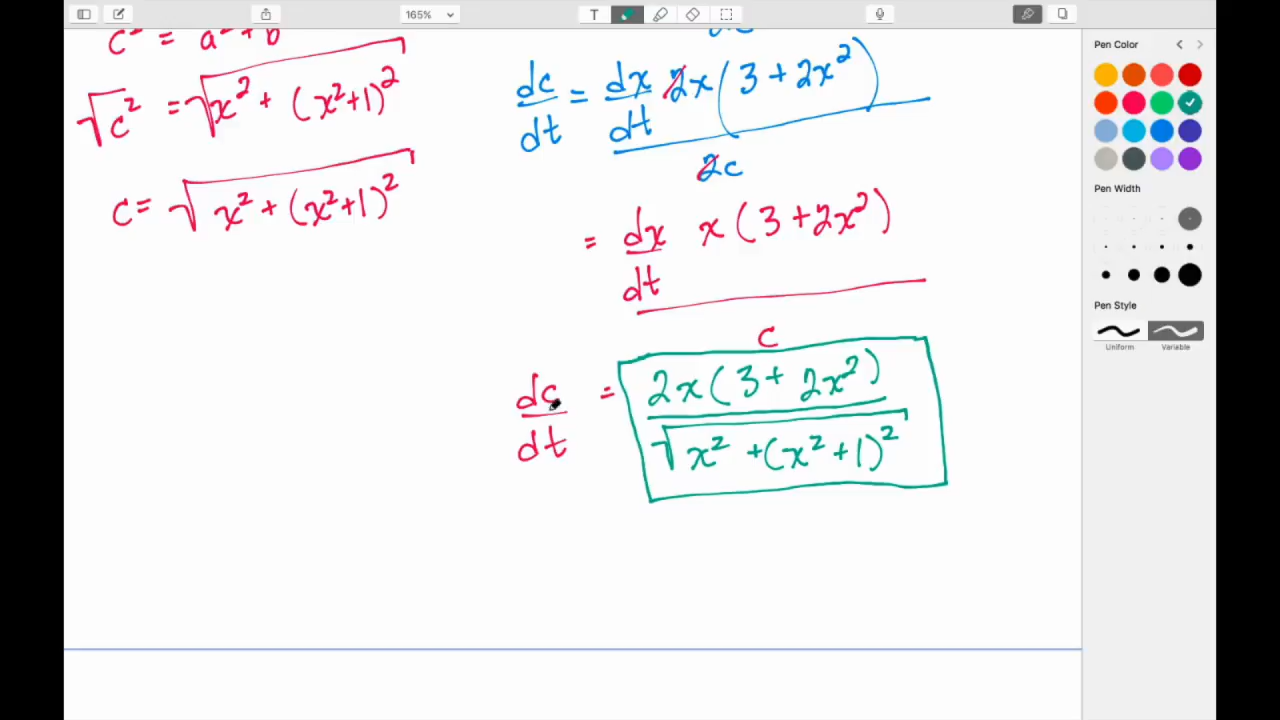 165%
T
c² = a² + b
√c² = √x² + (x²+1)²
c = √x² + (x²+1)²
dc/dt = dx/dt 2x(3+2x²) / 2c
= dx/dt x(3+2x²) / c
dc/dt = 2x(3+2x²) / √x² + (x²+1)²
Pen Color
Pen Width
Pen Style
Uniform Variable